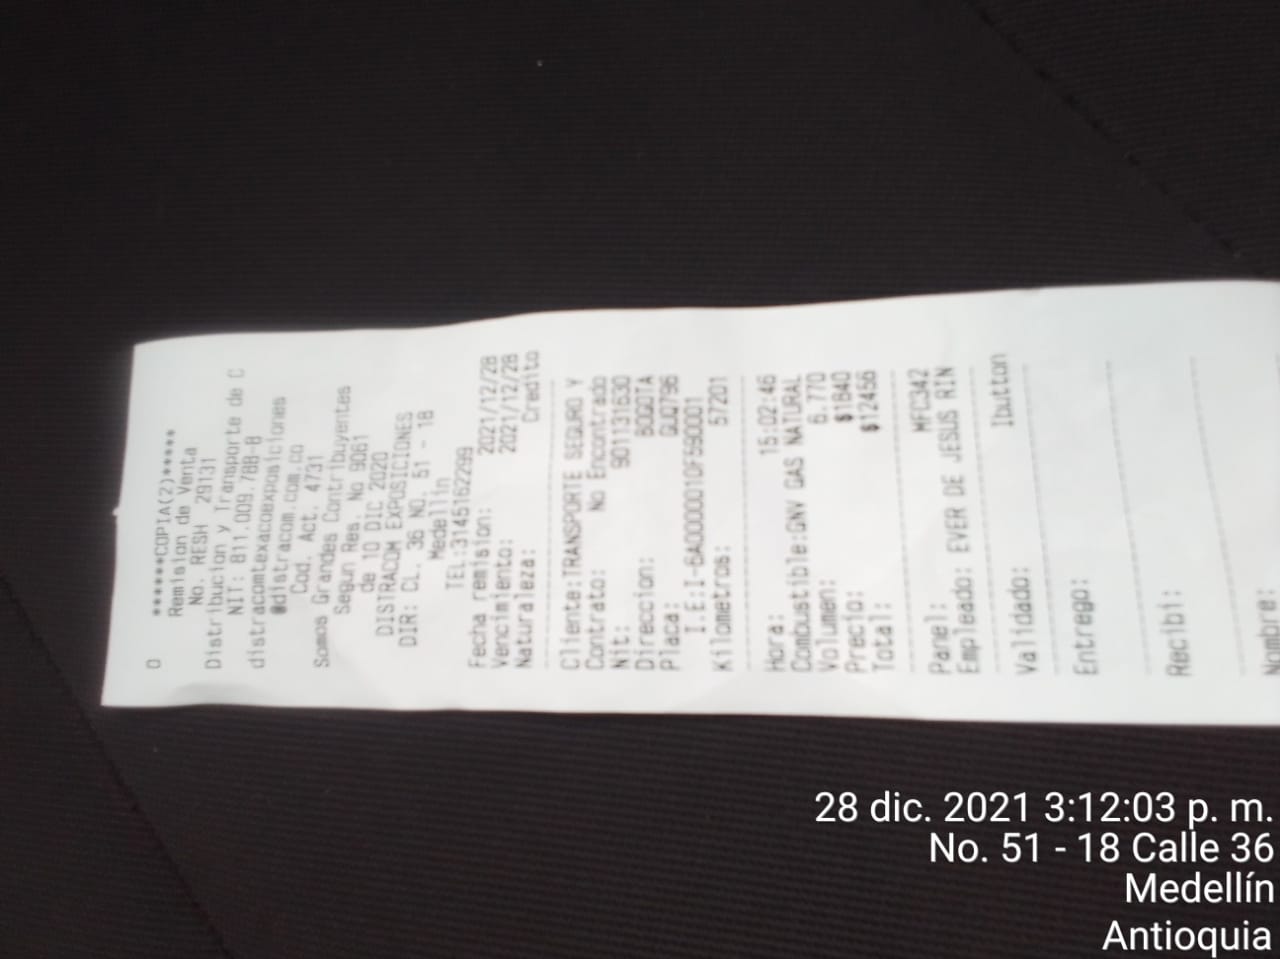 0 ******COPIA(2)*****
Remision de Venta
No. RESH 29131
Distribucion y Transporte de C
NIT: 811.009.788-8
distracomtexacoexposiciones
@distracom.com.co
Cod. Act. 4731
Somos Grandes Contribuyentes
Segun Res. No 9061
de 10 DIC 2020
DISTRACOM EXPOSICIONES
DIR: CL. 36 NO. 51 - 18
Medellin
TEL:3145162299
Fecha remision: 2021/12/28
Vencimiento: 2021/12/28
Naturaleza: Credito
Cliente:TRANSPORTE SEGURO Y
Contrato: No Encontrado
Nit: 901131630
Direccion: BOGOTA
Placa:
I.E:
Kilometros: 57201
Hora: 15:02:46
Combustible:GNV GAS NATURAL
Volumen: 6.770
Precio: $1840
Total: $12456
Panel: MFC342
Empleado: EVER DE JESUS RIN
Validado: Ibutton
Entrego:
Recibi:
Nombre:
28 dic. 2021 3:12:03 p. m.
No. 51 - 18 Calle 36
Medellín
Antioquia